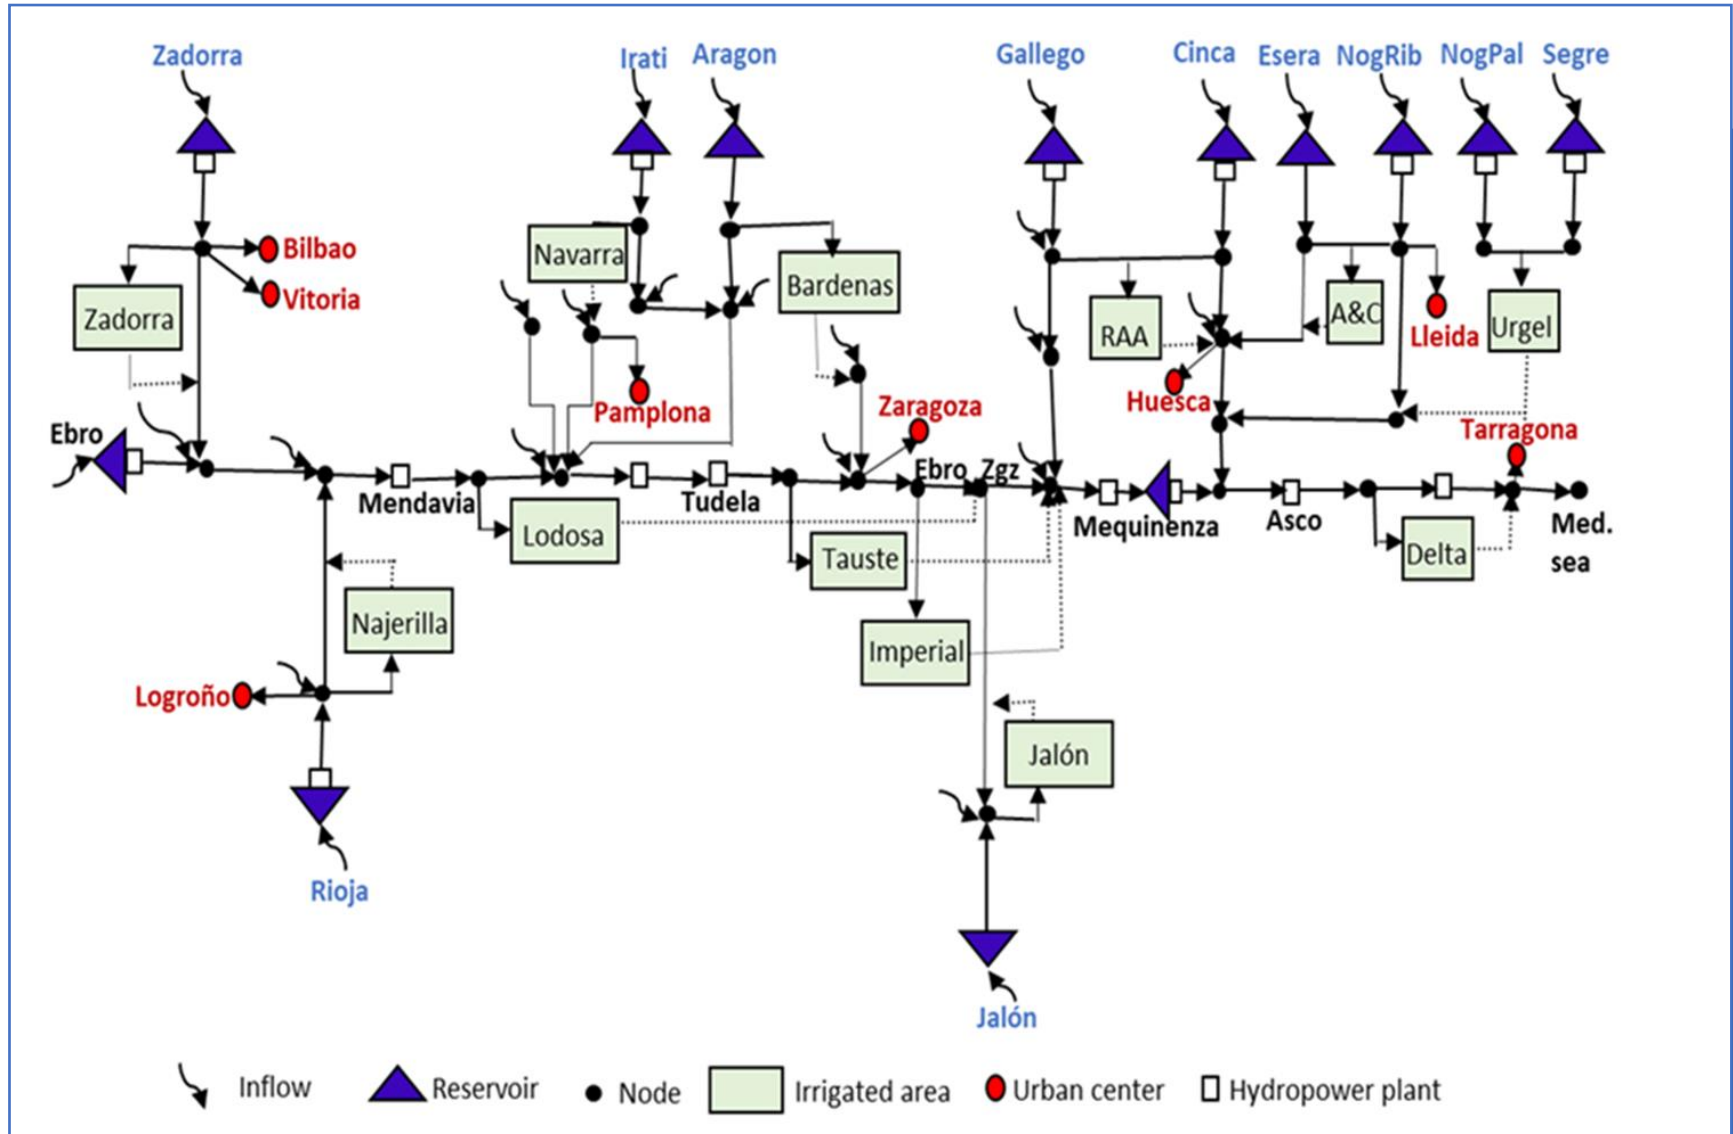 Zadorra
Irati
Aragon
Gallego
Cinca
Esera
NogRib
NogPal
Segre
Bilbao
Vitoria
Zadorra
Navarra
Bardenas
RAA
A&C
Lleida
Urgel
Huesca
Pamplona
Zaragoza
Tarragona
Ebro
Mendavia
Tudela
Ebro_Zgz
Mequinenza
Asco
Med.
sea
Lodosa
Tauste
Delta
Najerilla
Imperial
Logroño
Jalón
Rioja
Jalón
Inflow
Reservoir
Node
Irrigated area
Urban center
Hydropower plant